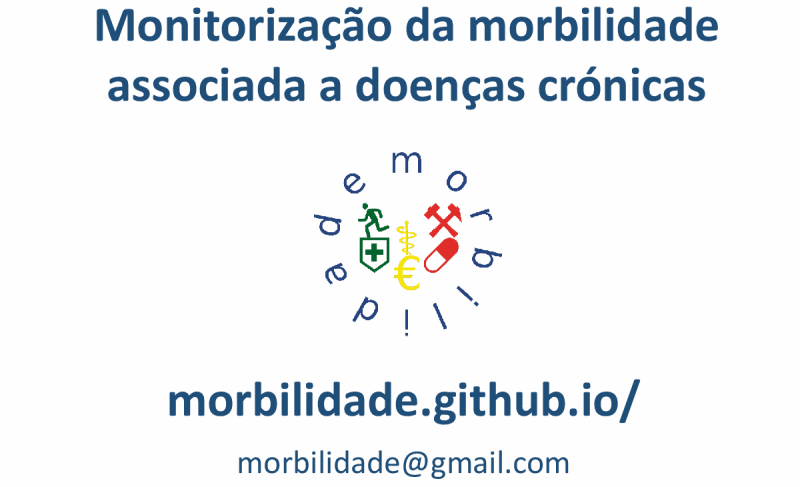 Monitorização da morbilidade
associada a doenças crónicas
morbilidade
€
morbilidade.github.io/
morbilidade@gmail.com